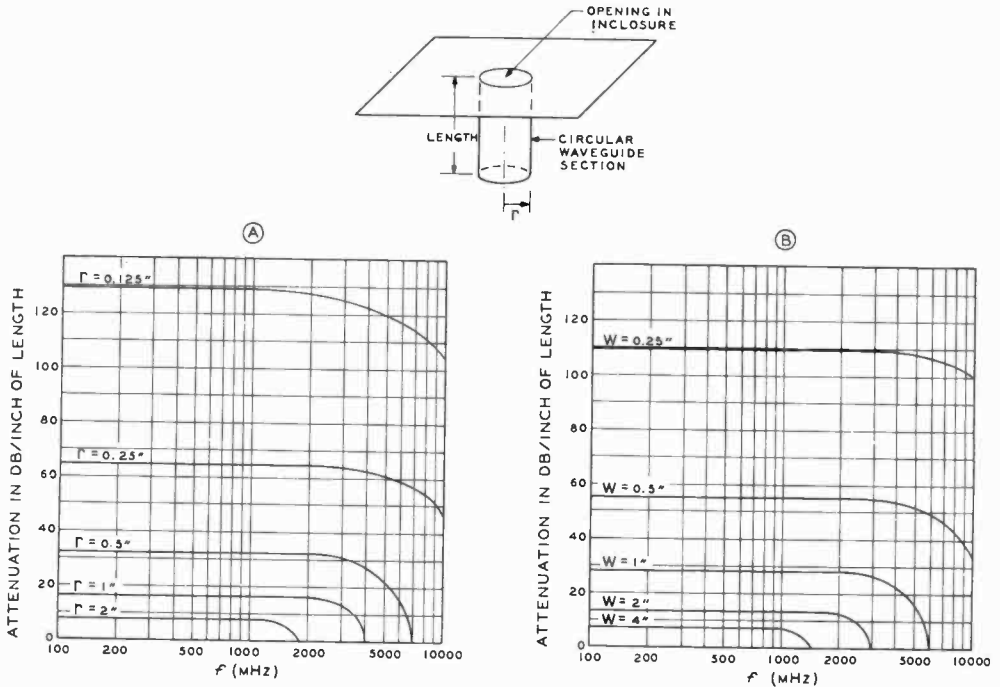 OPENING IN
INCLOSURE
LENGTH
CIRCULAR
WAVEGUIDE
SECTION
r
A
ATTENUATION IN DB/INCH OF LENGTH
120
100
80
60
40
20
0
r = 0.125"
r = 0.25"
r = 0.5"
r = 1"
r = 2"
100 200 500 1000 2000 5000 10000
f (MHz)
B
ATTENUATION IN DB/INCH OF LENGTH
120
100
80
60
40
20
0
W = 0.25"
W = 0.5"
W = 1"
W = 2"
W = 4"
100 200 500 1000 2000 5000 10000
f (MHz)